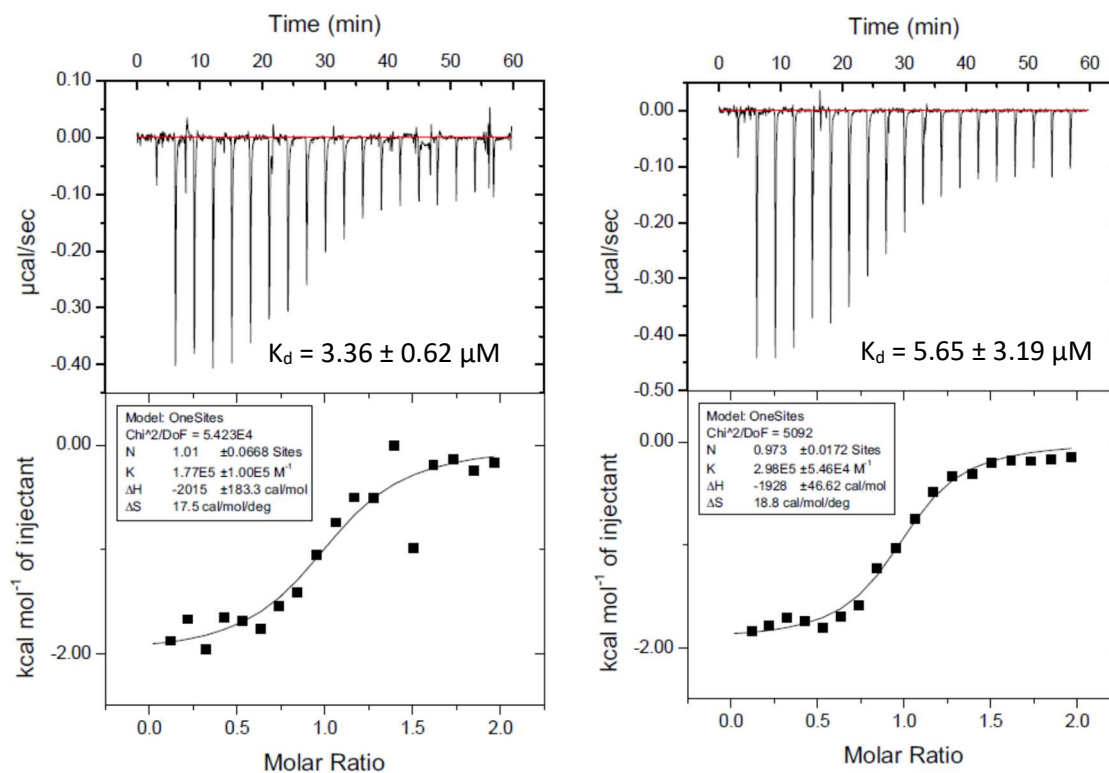 Time (min)
0 10 20 30 40 50 60
0.10
0.00
-0.10
-0.20
-0.30
-0.40
µcal/sec
K_d = 3.36 ± 0.62 µM
Model: OneSites
Chi^2/DoF = 5.423E4
N 1.01 ±0.0668 Sites
K 1.77E5 ±1.00E5 M⁻¹
ΔH -2015 ±183.3 cal/mol
ΔS 17.5 cal/mol/deg
0.00
-2.00
kcal mol⁻¹ of injectant
0.0 0.5 1.0 1.5 2.0
Molar Ratio
Time (min)
0 10 20 30 40 50 60
0.00
-0.10
-0.20
-0.30
-0.40
-0.50
µcal/sec
K_d = 5.65 ± 3.19 µM
Model: OneSites
Chi^2/DoF = 5092
N 0.973 ±0.0172 Sites
K 2.98E5 ±5.46E4 M⁻¹
ΔH -1928 ±46.62 cal/mol
ΔS 18.8 cal/mol/deg
0.00
-2.00
kcal mol⁻¹ of injectant
0.0 0.5 1.0 1.5 2.0
Molar Ratio